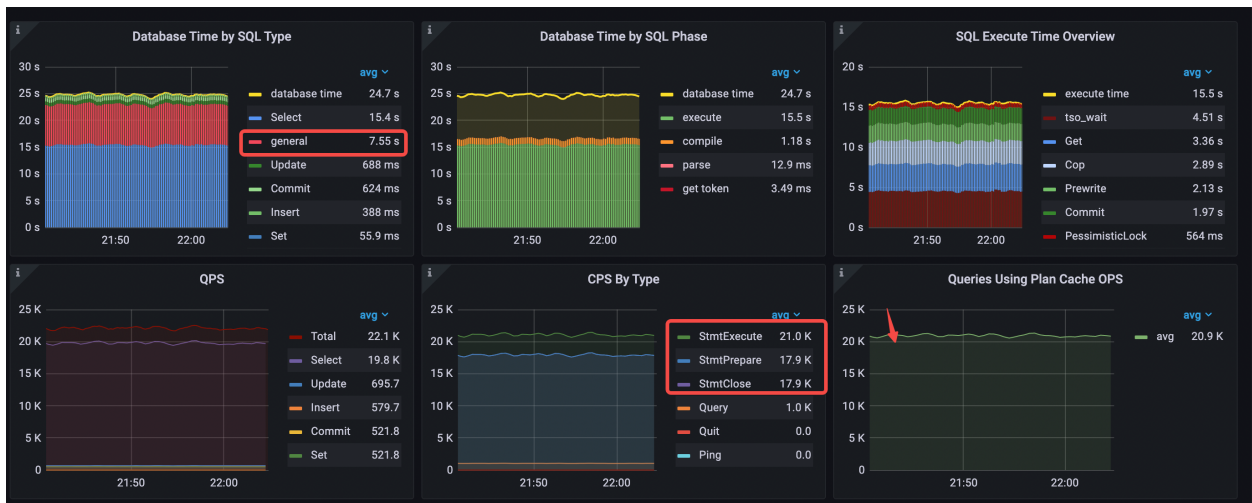 Database Time by SQL Type
30 s
25 s
20 s
15 s
10 s
5 s
0 s
21:50 22:00
avg
database time 24.7 s
Select 15.4 s
general 7.55 s
Update 688 ms
Commit 624 ms
Insert 388 ms
Set 55.9 ms
Database Time by SQL Phase
30 s
25 s
20 s
15 s
10 s
5 s
0 s
21:50 22:00
avg
database time 24.7 s
execute 15.5 s
compile 1.18 s
parse 12.9 ms
get token 3.49 ms
SQL Execute Time Overview
20 s
15 s
10 s
5 s
0 s
21:50 22:00
avg
execute time 15.5 s
tso_wait 4.51 s
Get 3.36 s
Cop 2.89 s
Prewrite 2.13 s
Commit 1.97 s
PessimisticLock 564 ms
QPS
25 K
20 K
15 K
10 K
5 K
0
21:50 22:00
avg
Total 22.1 K
Select 19.8 K
Update 695.7
Insert 579.7
Commit 521.8
Set 521.8
CPS By Type
25 K
20 K
15 K
10 K
5 K
0
21:50 22:00
avg
StmtExecute 21.0 K
StmtPrepare 17.9 K
StmtClose 17.9 K
Query 1.0 K
Quit 0.0
Ping 0.0
Queries Using Plan Cache OPS
25 K
20 K
15 K
10 K
5 K
0
21:50 22:00
avg
avg 20.9 K